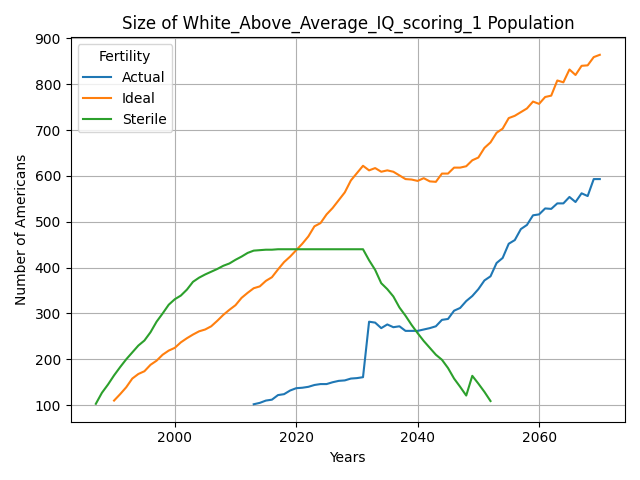 Size of White_Above_Average_IQ_scoring_1 Population
Fertility
Actual
Ideal
Sterile
Number of Americans
900
800
700
600
500
400
300
200
100
2000
2020
2040
2060
Years